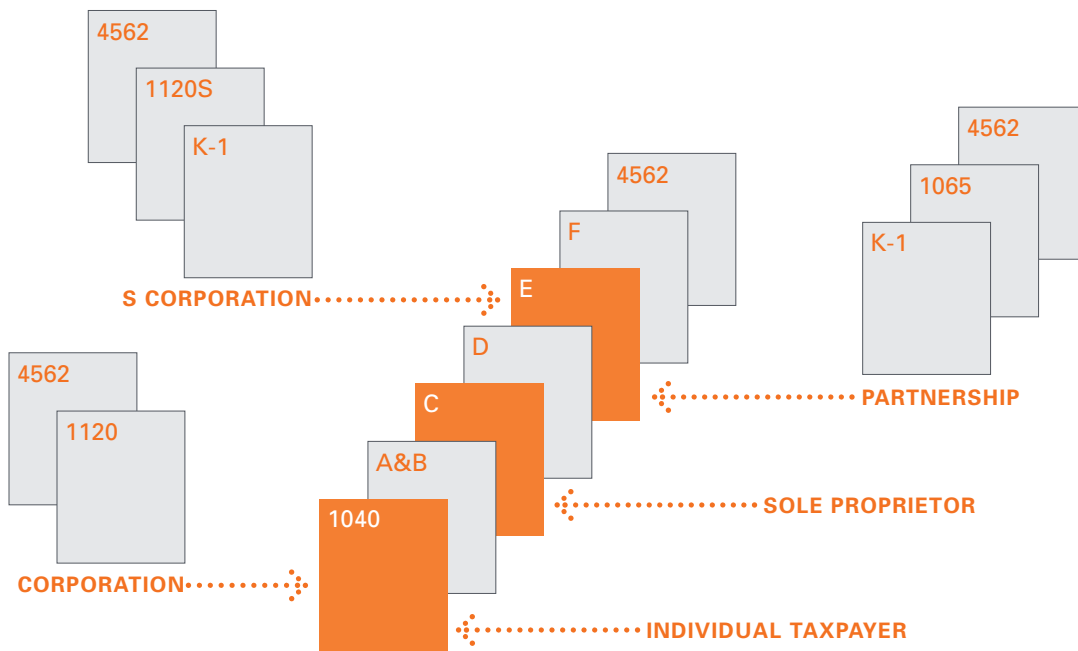 4562
1120S
K-1
S CORPORATION
4562
1120
CORPORATION
4562
F
E
D
C
A&B
1040
4562
1065
K-1
PARTNERSHIP
SOLE PROPRIETOR
INDIVIDUAL TAXPAYER